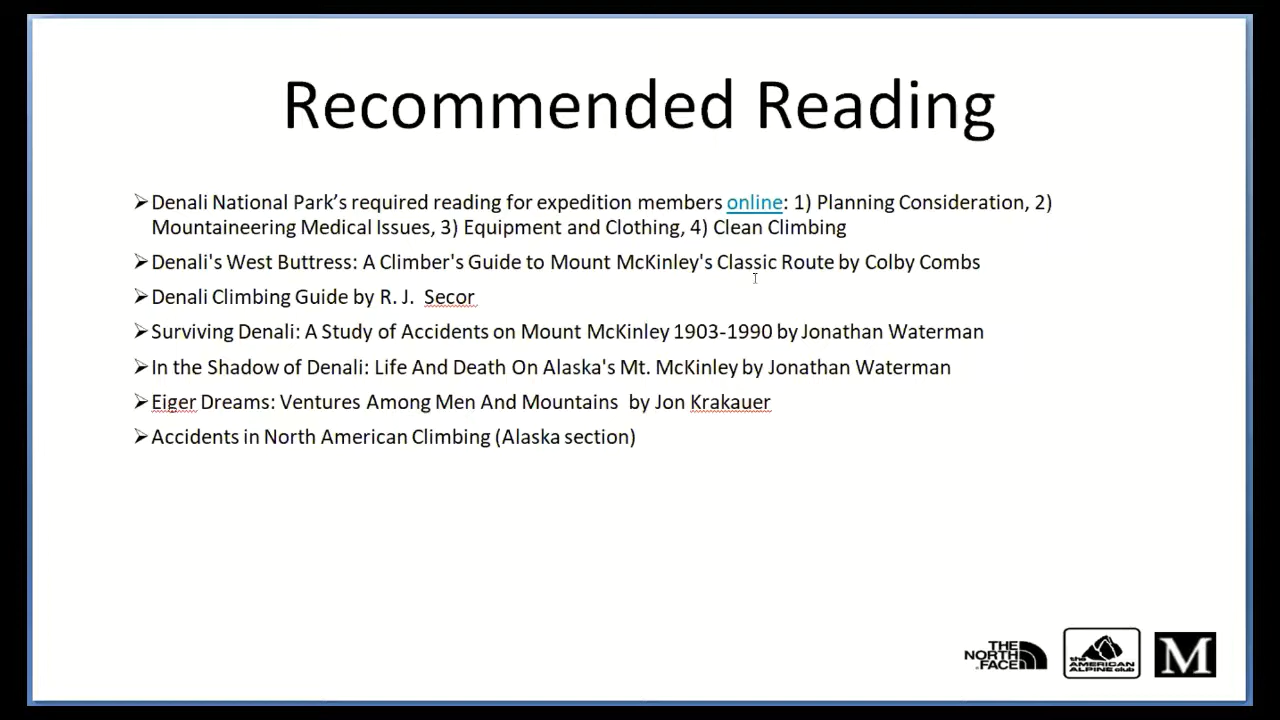 Recommended Reading
Denali National Park’s required reading for expedition members online: 1) Planning Consideration, 2)
Mountaineering Medical Issues, 3) Equipment and Clothing, 4) Clean Climbing
Denali's West Buttress: A Climber's Guide to Mount McKinley's Classic Route by Colby Combs
Denali Climbing Guide by R. J.  Secor
Surviving Denali: A Study of Accidents on Mount McKinley 1903-1990 by Jonathan Waterman
In the Shadow of Denali: Life And Death On Alaska's Mt. McKinley by Jonathan Waterman
Eiger Dreams: Ventures Among Men And Mountains  by Jon Krakauer
Accidents in North American Climbing (Alaska section)
THE
NORTH
FACE
the
AMERICAN
ALPINE club
M